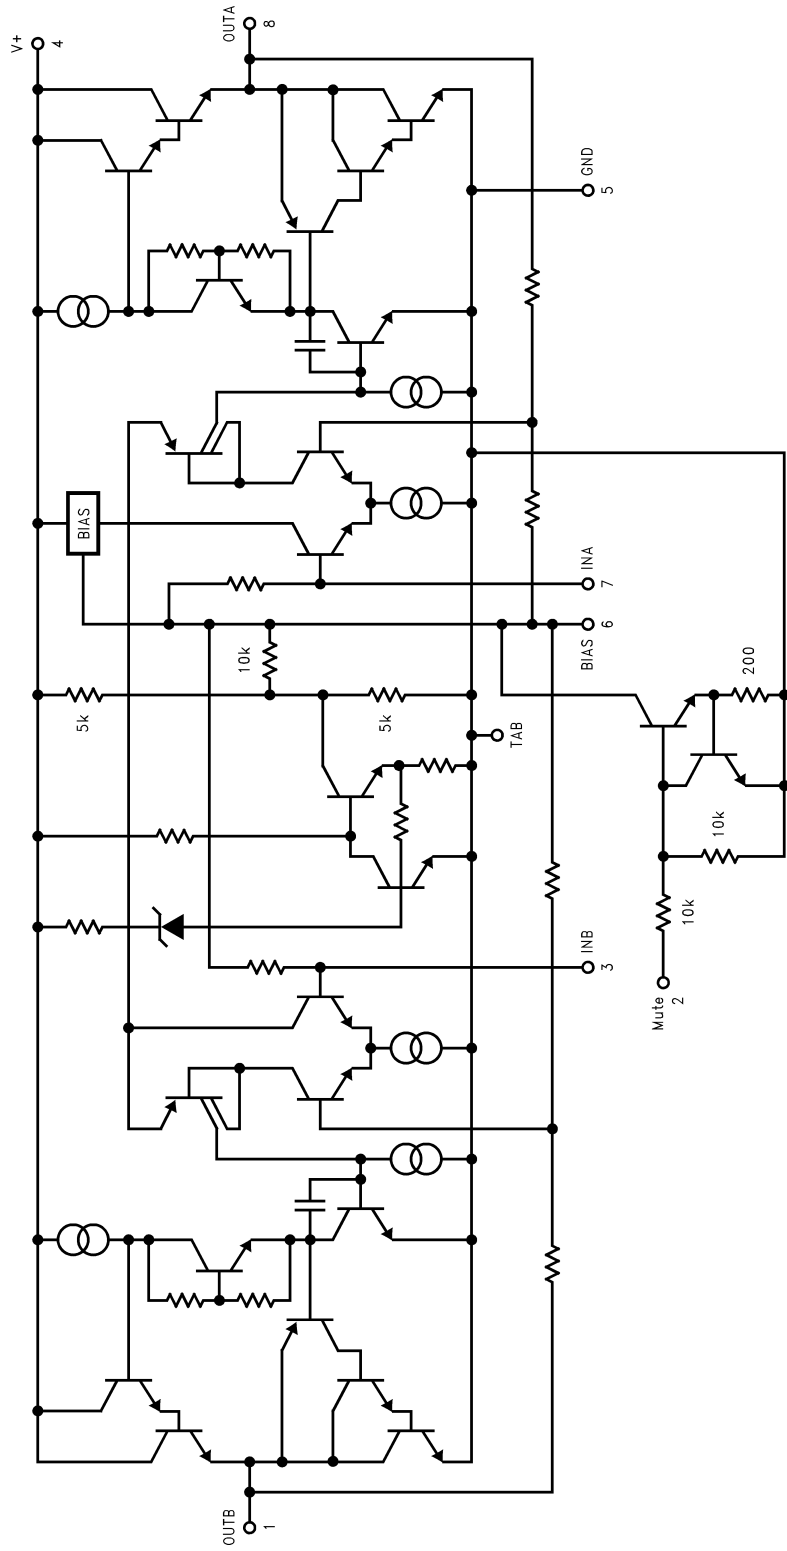 OUTA
8
V+
4
GND
5
BIAS
INA
7
BIAS
6
10k
200
5k
5k
TAB
10k
10k
INB
3
Mute
2
OUTB
1